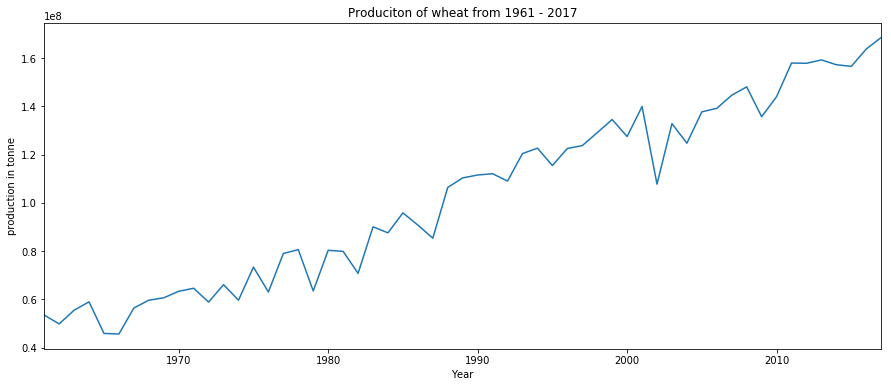 Produciton of wheat from 1961 - 2017
1e8
1.6
1.4
1.2
1.0
0.8
0.6
0.4
production in tonne
1970 1980 1990 2000 2010
Year